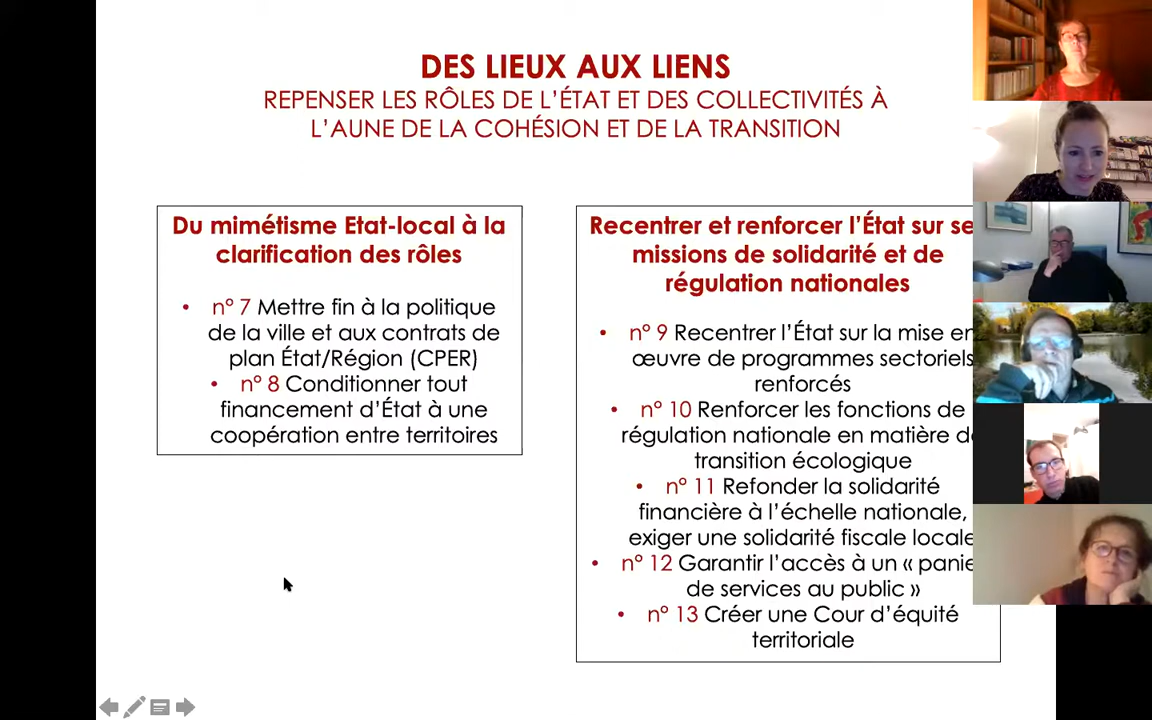 DES LIEUX AUX LIENS
REPENSER LES RÔLES DE L’ÉTAT ET DES COLLECTIVITÉS À
L’AUNE DE LA COHÉSION ET DE LA TRANSITION
Du mimétisme Etat-local à la
clarification des rôles
• n° 7 Mettre fin à la politique
de la ville et aux contrats de
plan État/Région (CPER)
• n° 8 Conditionner tout
financement d’État à une
coopération entre territoires
Recentrer et renforcer l’État sur se
missions de solidarité et de
régulation nationales
• n° 9 Recentrer l’État sur la mise en
œuvre de programmes sectoriels
renforcés
• n° 10 Renforcer les fonctions de
régulation nationale en matière d
transition écologique
• n° 11 Refonder la solidarité
financière à l’échelle nationale,
exiger une solidarité fiscale locale
• n° 12 Garantir l’accès à un « panie
de services au public »
• n° 13 Créer une Cour d’équité
territoriale